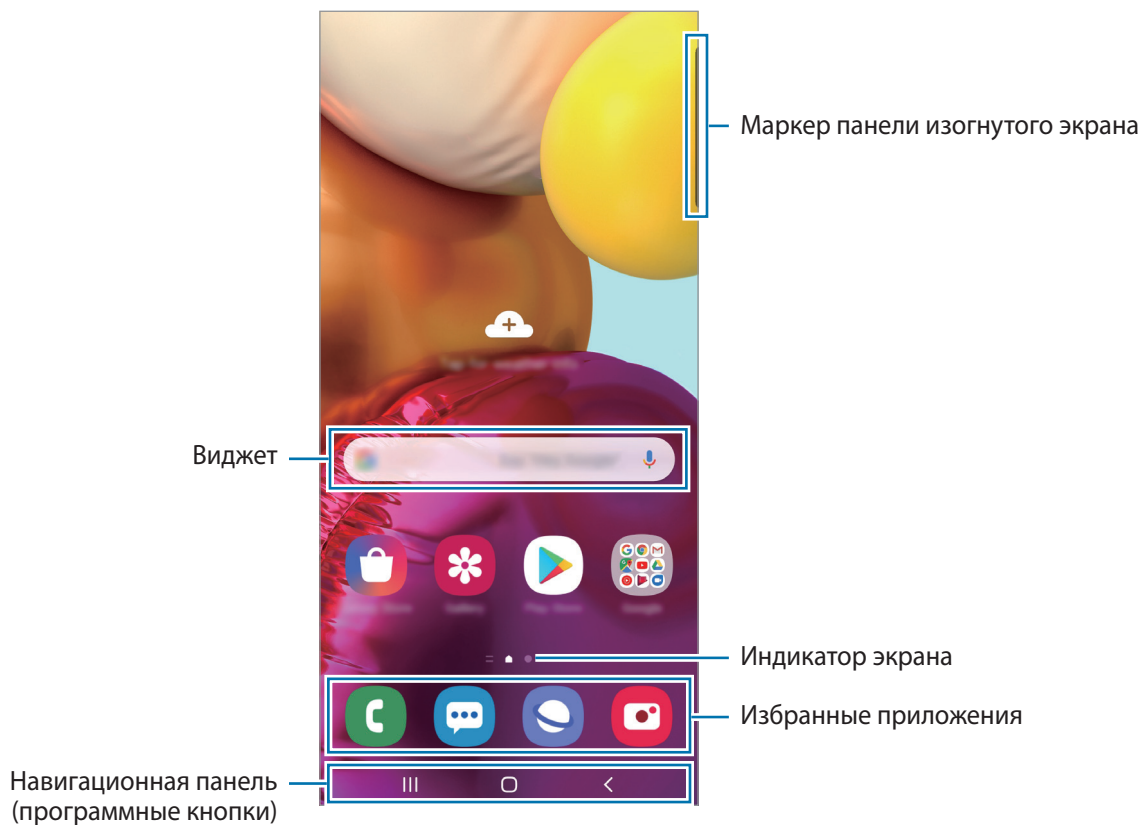 Маркер панели изогнутого экрана
Виджет
Индикатор экрана
Избранные приложения
Навигационная панель
(программные кнопки)